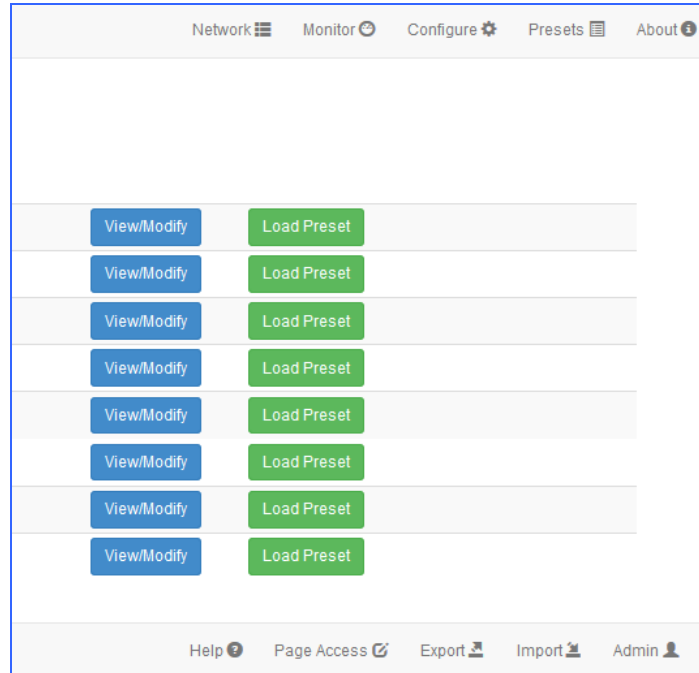 Network Monitor Configure Presets About
View/Modify Load Preset
View/Modify Load Preset
View/Modify Load Preset
View/Modify Load Preset
View/Modify Load Preset
View/Modify Load Preset
View/Modify Load Preset
View/Modify Load Preset
Help Page Access Export Import Admin